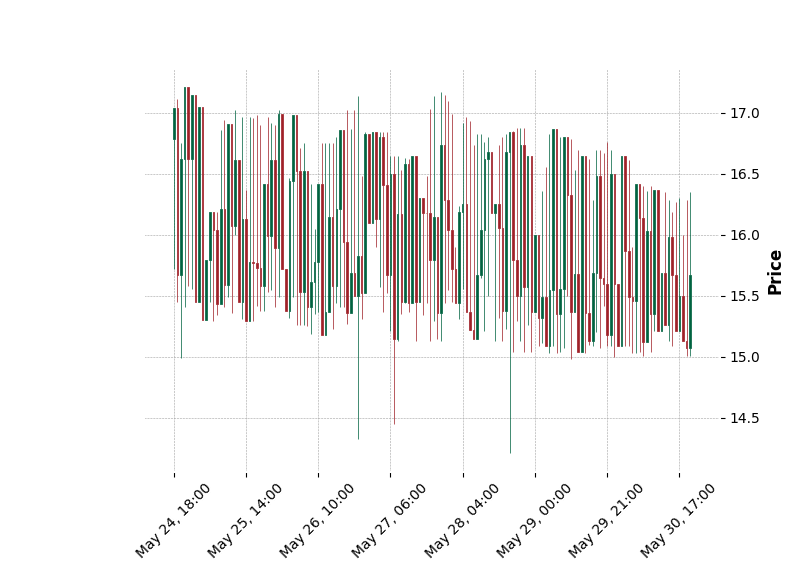 17.0
16.5
16.0
15.5
15.0
14.5
Price
May 24, 18:00
May 25, 14:00
May 26, 10:00
May 27, 06:00
May 28, 04:00
May 29, 00:00
May 29, 21:00
May 30, 17:00